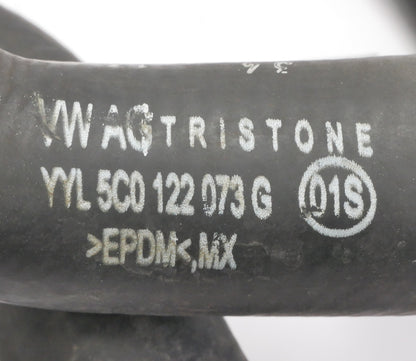 VW AG TRISTONE
YYL 5C0 122 073 G 01S
>EPDM<,MX